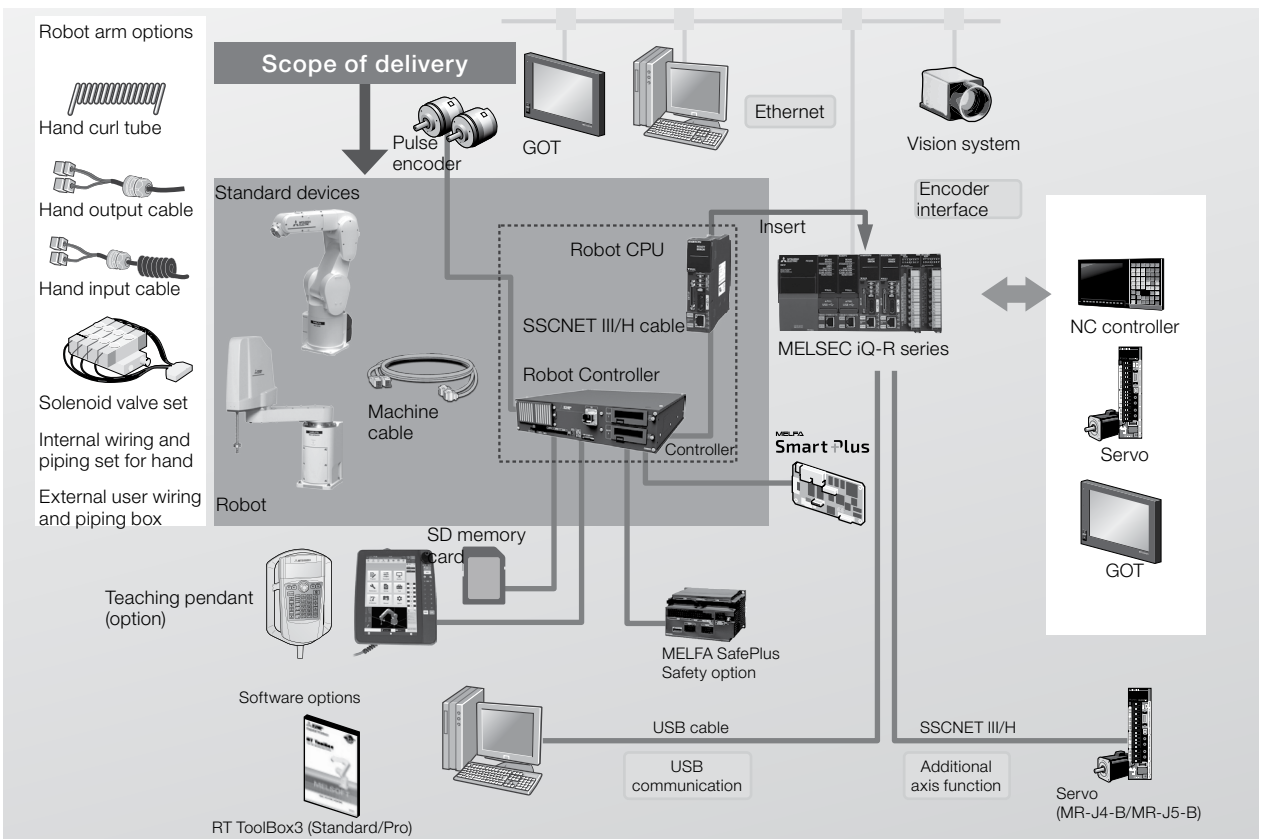 Robot arm options
Hand curl tube
Hand output cable
Hand input cable
Solenoid valve set
Internal wiring and
piping set for hand
External user wiring
and piping box
Scope of delivery
Pulse
encoder
GOT
Ethernet
Vision system
Encoder
interface
Standard devices
Robot CPU
Insert
SSCNET III/H cable
MELSEC iQ-R series
Robot Controller
Machine
cable
Controller
Robot
MELFA
Smart Plus
NC controller
Servo
GOT
SD memory
card
Teaching pendant
(option)
MELFA SafePlus
Safety option
Software options
RT ToolBox3 (Standard/Pro)
USB cable
USB
communication
SSCNET III/H
Additional
axis function
Servo
(MR-J4-B/MR-J5-B)